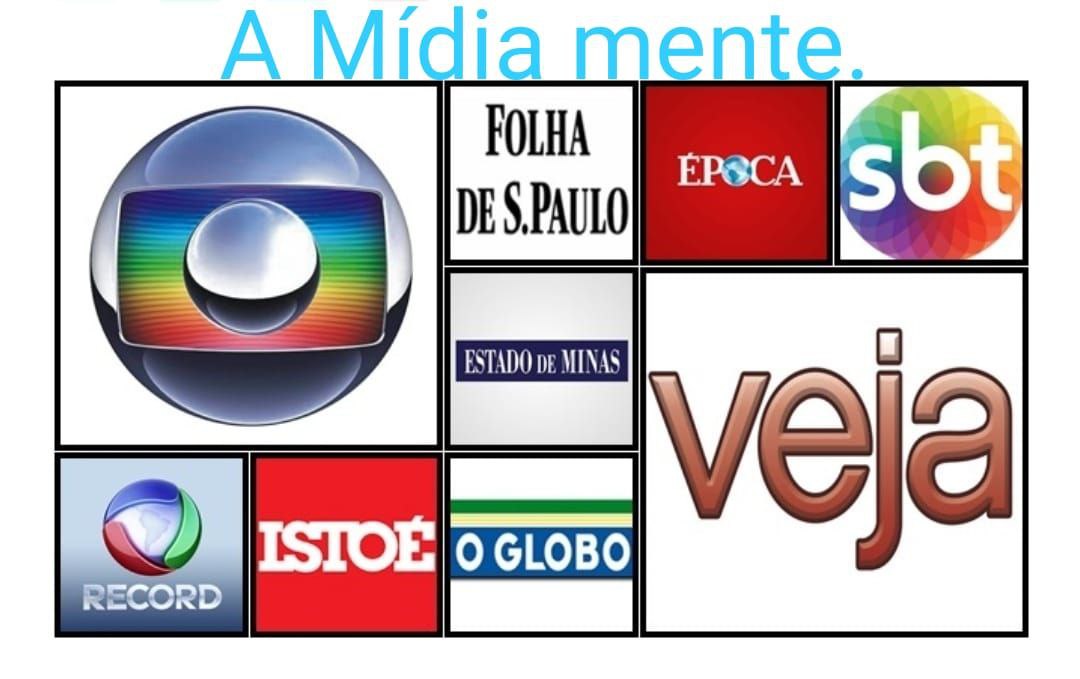 A Mídia mente.
FOLHA
DE S.PAULO
ÉPOCA
sbt
ESTADO DE MINAS
veja
RECORD
ISTOÉ
O GLOBO